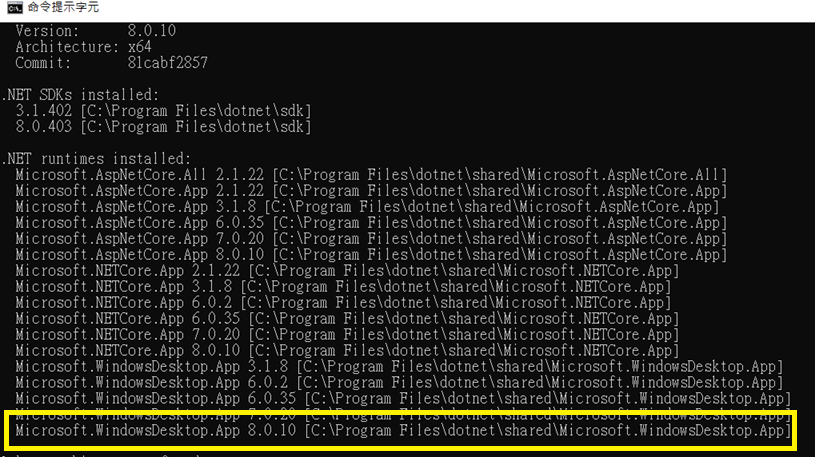 命令提示字元
Version: 8.0.10
Architecture: x64
Commit: 81cabf2857
.NET SDKs installed:
3.1.402 [C:\Program Files\dotnet\sdk]
8.0.403 [C:\Program Files\dotnet\sdk]
.NET runtimes installed:
Microsoft.AspNetCore.All 2.1.22 [C:\Program Files\dotnet\shared\Microsoft.AspNetCore.All]
Microsoft.AspNetCore.App 2.1.22 [C:\Program Files\dotnet\shared\Microsoft.AspNetCore.App]
Microsoft.AspNetCore.App 3.1.8 [C:\Program Files\dotnet\shared\Microsoft.AspNetCore.App]
Microsoft.AspNetCore.App 6.0.35 [C:\Program Files\dotnet\shared\Microsoft.AspNetCore.App]
Microsoft.AspNetCore.App 7.0.20 [C:\Program Files\dotnet\shared\Microsoft.AspNetCore.App]
Microsoft.AspNetCore.App 8.0.10 [C:\Program Files\dotnet\shared\Microsoft.AspNetCore.App]
Microsoft.NETCore.App 2.1.22 [C:\Program Files\dotnet\shared\Microsoft.NETCore.App]
Microsoft.NETCore.App 3.1.8 [C:\Program Files\dotnet\shared\Microsoft.NETCore.App]
Microsoft.NETCore.App 6.0.2 [C:\Program Files\dotnet\shared\Microsoft.NETCore.App]
Microsoft.NETCore.App 6.0.35 [C:\Program Files\dotnet\shared\Microsoft.NETCore.App]
Microsoft.NETCore.App 7.0.20 [C:\Program Files\dotnet\shared\Microsoft.NETCore.App]
Microsoft.NETCore.App 8.0.10 [C:\Program Files\dotnet\shared\Microsoft.NETCore.App]
Microsoft.WindowsDesktop.App 3.1.8 [C:\Program Files\dotnet\shared\Microsoft.WindowsDesktop.App]
Microsoft.WindowsDesktop.App 6.0.2 [C:\Program Files\dotnet\shared\Microsoft.WindowsDesktop.App]
Microsoft.WindowsDesktop.App 6.0.35 [C:\Program Files\dotnet\shared\Microsoft.WindowsDesktop.App]
Microsoft.WindowsDesktop.App 7.0.20 [C:\Program Files\dotnet\shared\Microsoft.WindowsDesktop.App]
Microsoft.WindowsDesktop.App 8.0.10 [C:\Program Files\dotnet\shared\Microsoft.WindowsDesktop.App]